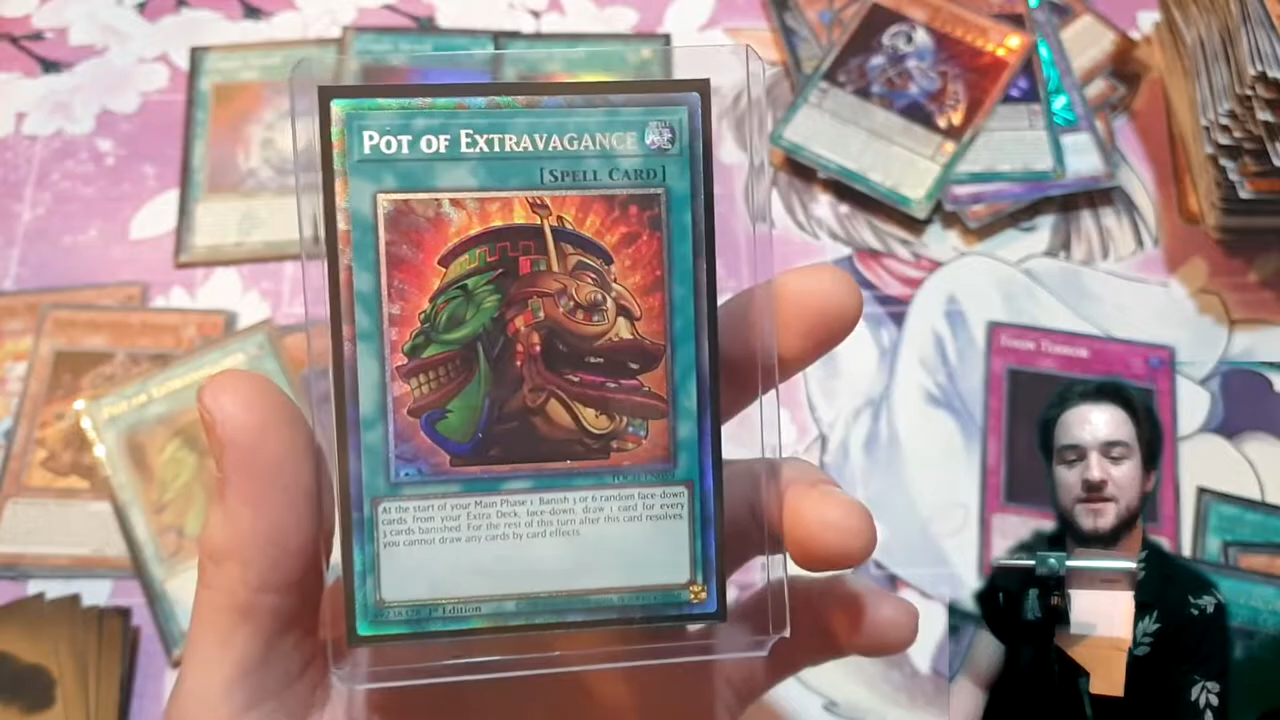 POT OF EXTRAVAGANCE
[SPELL CARD]
At the start of your Main Phase 1: Banish 3 or 6 random face-down
cards from your Extra Deck, face-down; draw 1 card for every
3 cards banished. For the rest of this turn after this card resolves,
you cannot draw any cards by card effects.
1st Edition
TOON TERROR